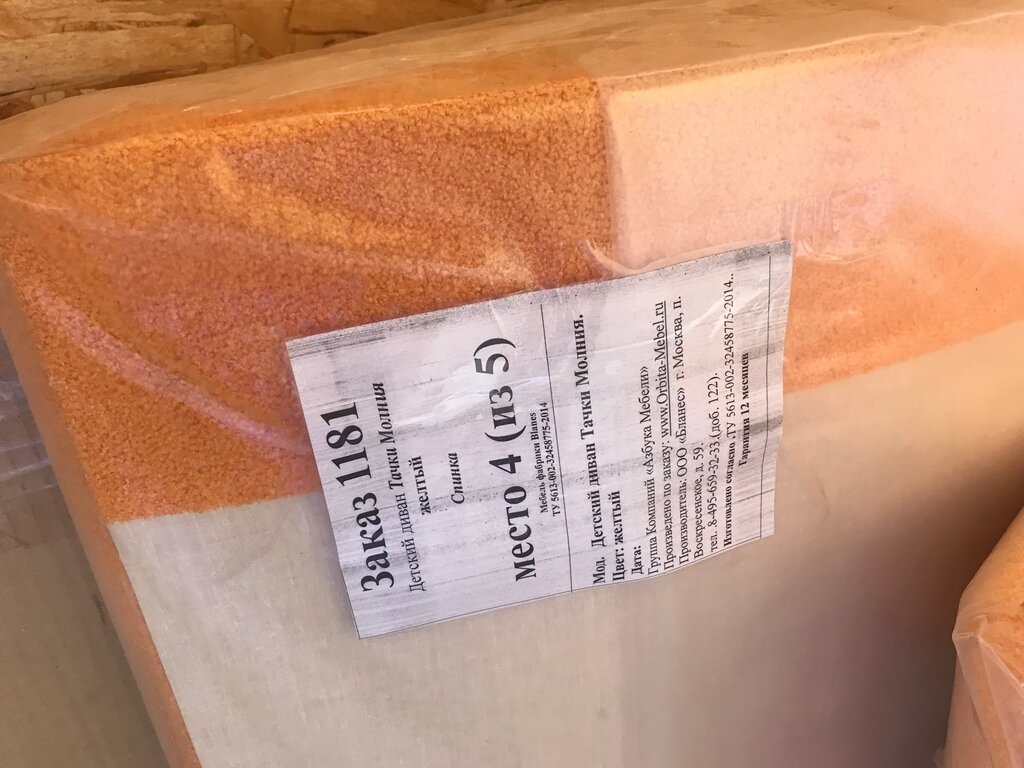 Заказ 1181
Детский диван Тачки Молния
желтый
Спинка
место 4 (из 5)
Мебель фабрики Blanes
ТУ 5613-002-32458775-2014
Мод. Детский диван Тачки Молния.
Цвет: желтый
Дата:
Группа Компаний «Азбука Мебели»
Произведено по заказу: www.Orbita-Mebel.ru
Производитель: ООО «Бланес» г. Москва, п.
Воскресенское, д. 59.
тел. 8-495-659-32-33 (доб. 122).
Изготовлено согласно .ТУ 5613-002-32458775-2014..
Гарантия 12 месяцев